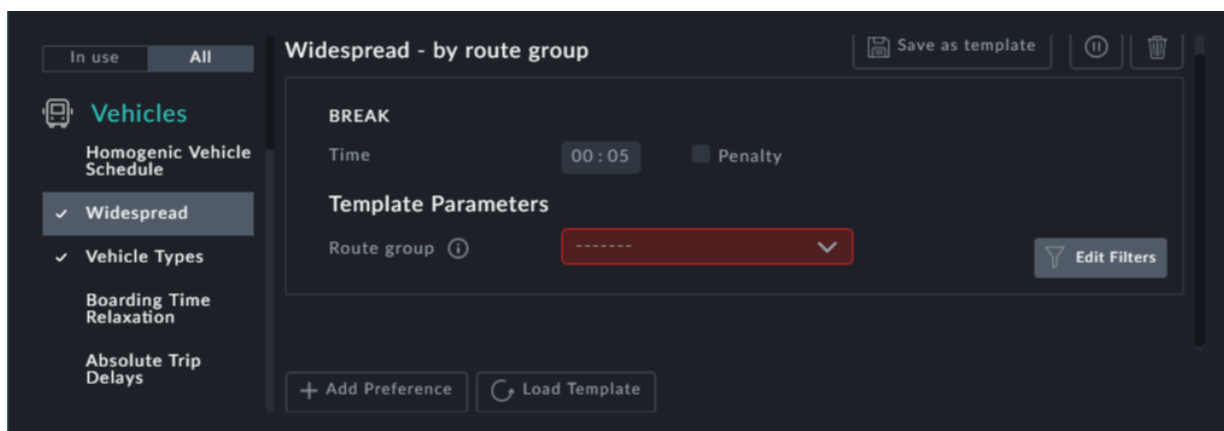 In use
All
Vehicles
Homogenic Vehicle
Schedule
Widespread
Vehicle Types
Boarding Time
Relaxation
Absolute Trip
Delays
Widespread - by route group
Save as template
BREAK
Time
00 : 05
Penalty
Template Parameters
Route group
-------
Edit Filters
+ Add Preference
Load Template